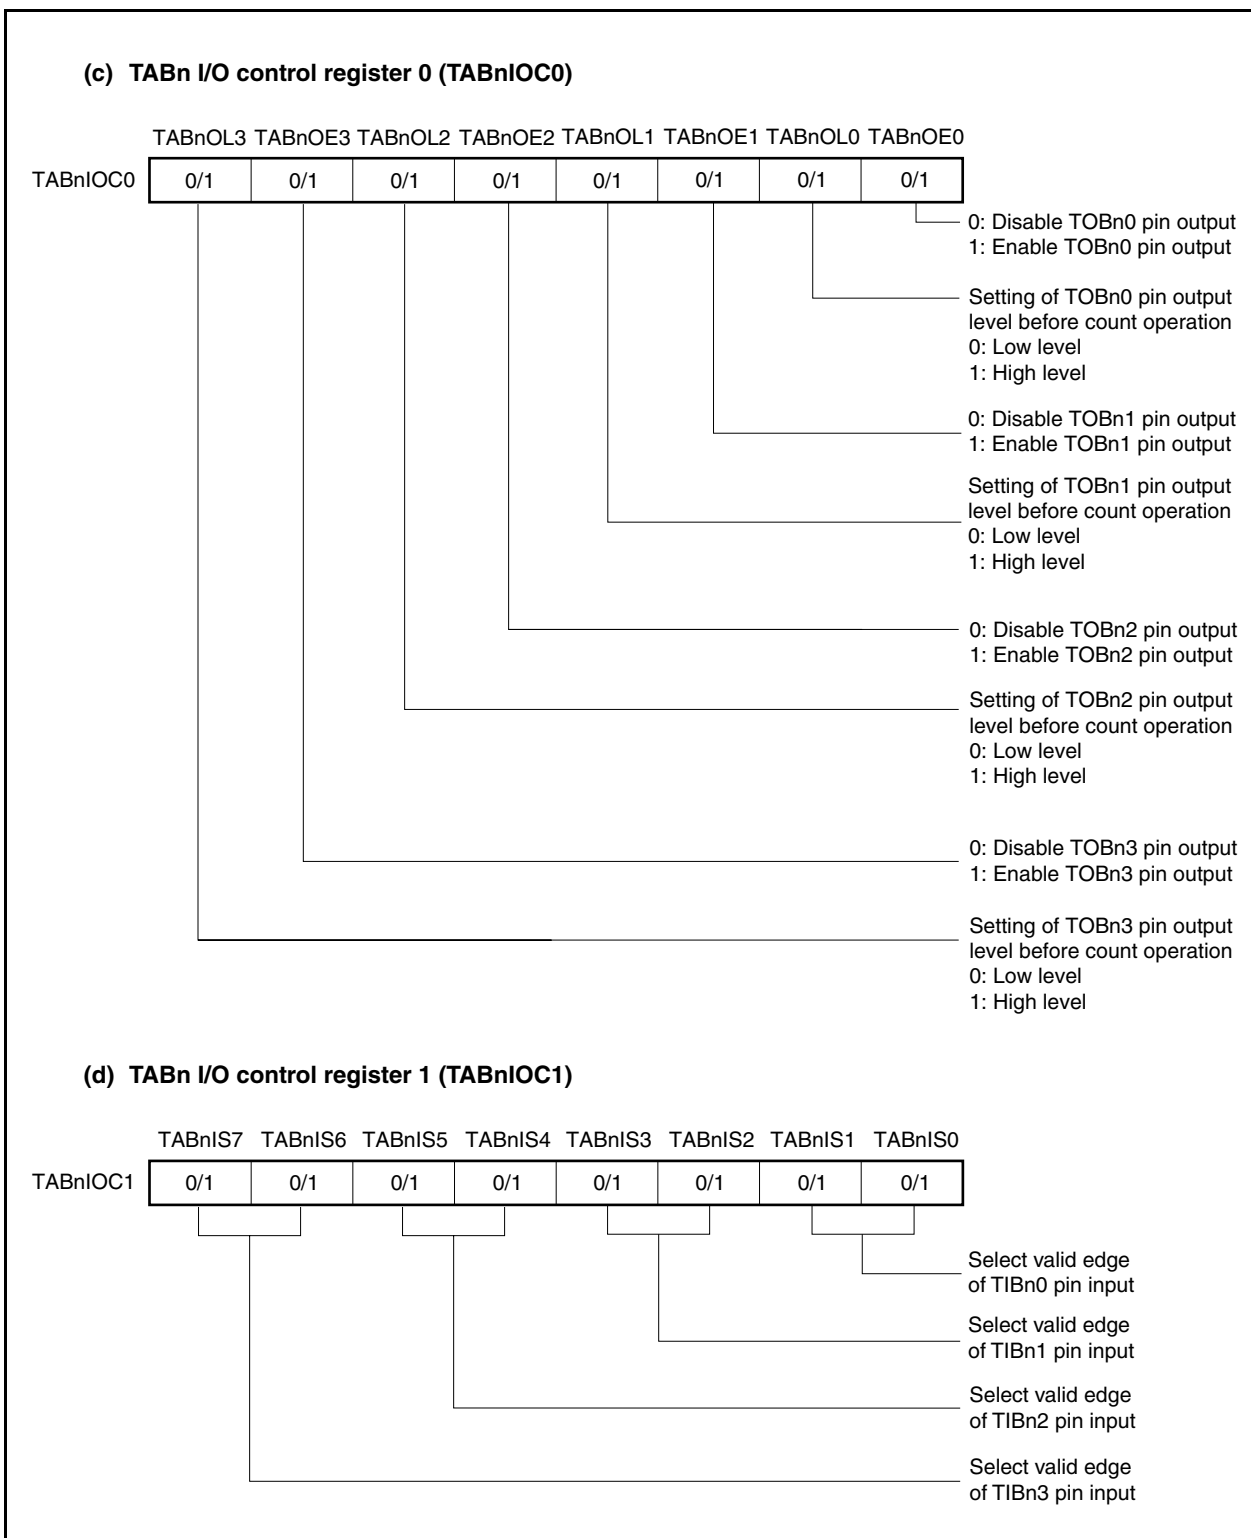 (c) TABn I/O control register 0 (TABnIOC0)
TABnOL3 TABnOE3 TABnOL2 TABnOE2 TABnOL1 TABnOE1 TABnOL0 TABnOE0
TABnIOC0 0/1 0/1 0/1 0/1 0/1 0/1 0/1 0/1
0: Disable TOBn0 pin output
1: Enable TOBn0 pin output
Setting of TOBn0 pin output
level before count operation
0: Low level
1: High level
0: Disable TOBn1 pin output
1: Enable TOBn1 pin output
Setting of TOBn1 pin output
level before count operation
0: Low level
1: High level
0: Disable TOBn2 pin output
1: Enable TOBn2 pin output
Setting of TOBn2 pin output
level before count operation
0: Low level
1: High level
0: Disable TOBn3 pin output
1: Enable TOBn3 pin output
Setting of TOBn3 pin output
level before count operation
0: Low level
1: High level
(d) TABn I/O control register 1 (TABnIOC1)
TABnIS7 TABnIS6 TABnIS5 TABnIS4 TABnIS3 TABnIS2 TABnIS1 TABnIS0
TABnIOC1 0/1 0/1 0/1 0/1 0/1 0/1 0/1 0/1
Select valid edge
of TIBn0 pin input
Select valid edge
of TIBn1 pin input
Select valid edge
of TIBn2 pin input
Select valid edge
of TIBn3 pin input